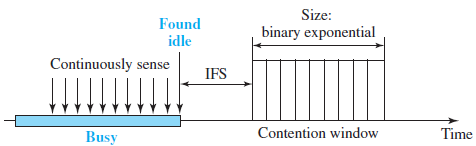 Found
idle
Size:
binary exponential
Continuously sense
IFS
Busy
Contention window
Time